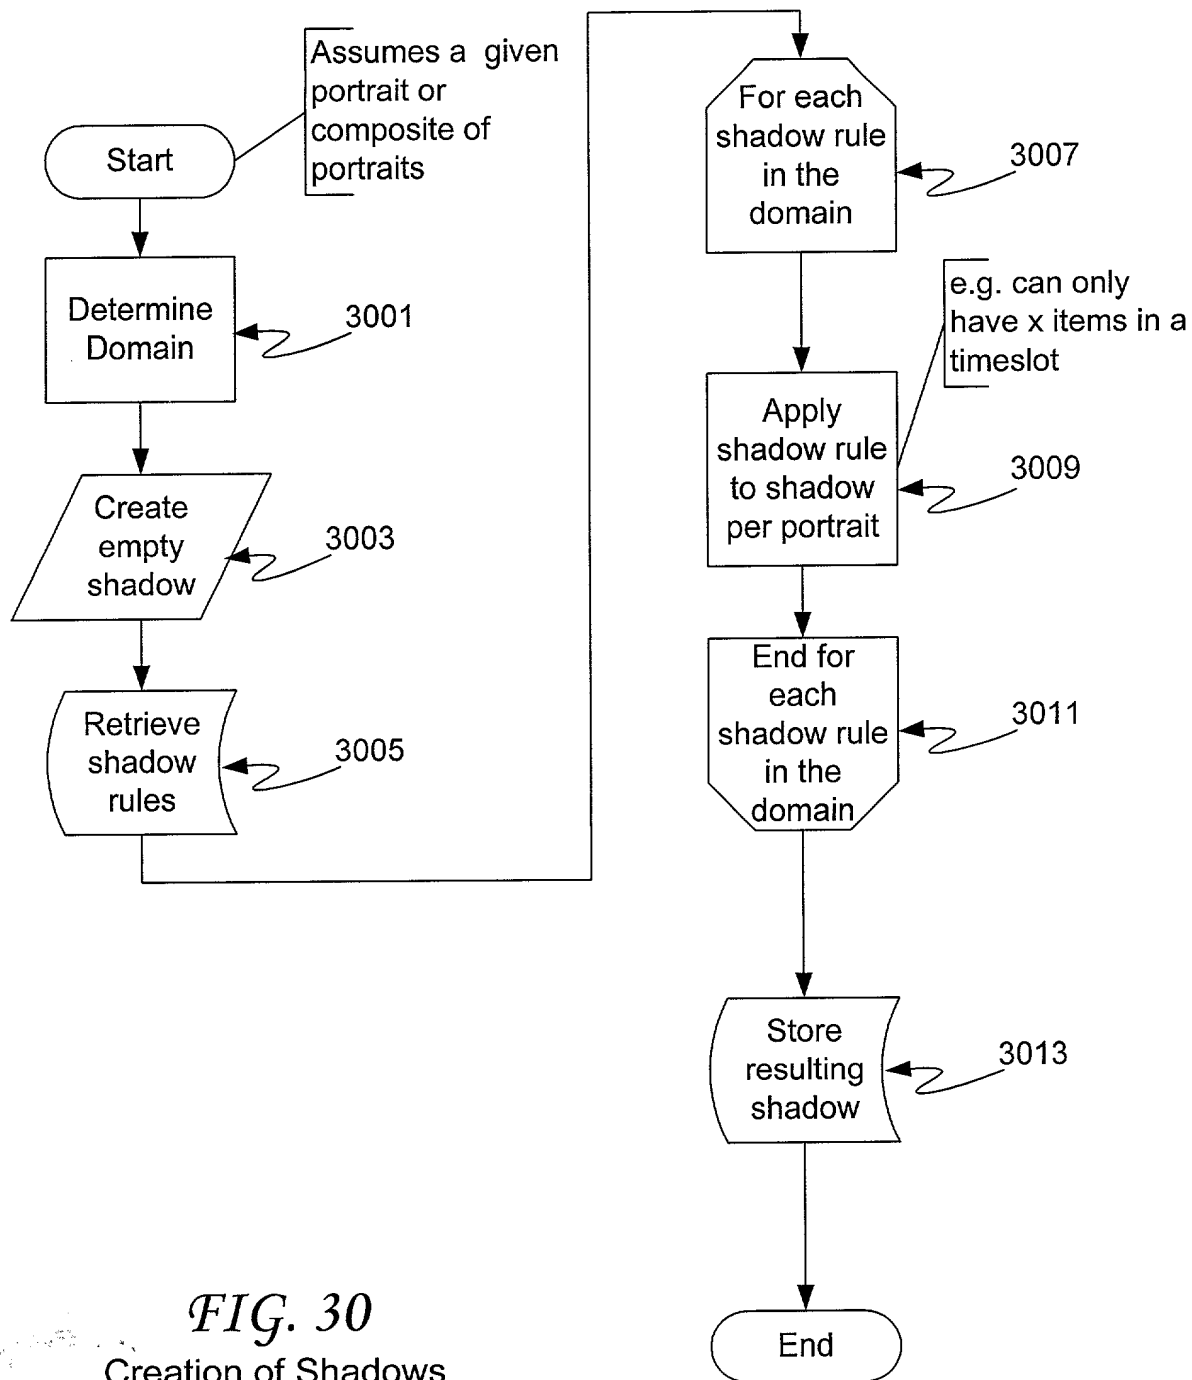 Start
Assumes a given
portrait or
composite of
portraits
Determine
Domain
3001
Create
empty
shadow
3003
Retrieve
shadow
rules
3005
For each
shadow rule
in the
domain
3007
e.g. can only
have x items in a
timeslot
Apply
shadow rule
to shadow
per portrait
3009
End for
each
shadow rule
in the
domain
3011
Store
resulting
shadow
3013
End
FIG. 30
Creation of Shadows